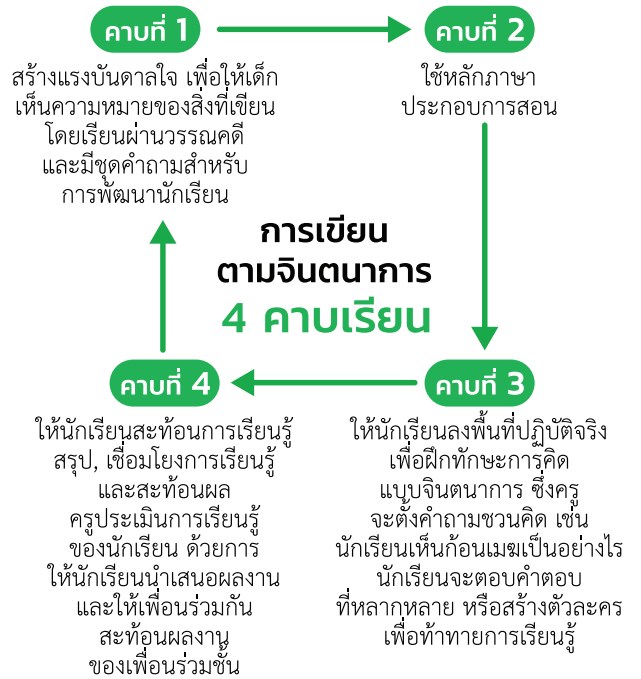 คาบที่ 1
สร้างแรงบันดาลใจ เพื่อให้เด็ก
เห็นความหมายของสิ่งที่เขียน
โดยเรียนผ่านวรรณคดี
และมีชุดคำถามสำหรับ
การพัฒนานักเรียน
คาบที่ 2
ใช้หลักภาษา
ประกอบการสอน
การเขียน
ตามจินตนาการ
4 คาบเรียน
คาบที่ 3
ให้นักเรียนลงพื้นที่ปฏิบัติจริง
เพื่อฝึกทักษะการคิด
แบบจินตนาการ ซึ่งครู
จะตั้งคำถามชวนคิด เช่น
นักเรียนเห็นก้อนเมฆเป็นอย่างไร
นักเรียนจะตอบคำตอบ
ที่หลากหลาย หรือสร้างตัวละคร
เพื่อท้าทายการเรียนรู้
คาบที่ 4
ให้นักเรียนสะท้อนการเรียนรู้
สรุป, เชื่อมโยงการเรียนรู้
และสะท้อนผล
ครูประเมินการเรียนรู้
ของนักเรียน ด้วยการ
ให้นักเรียนนำเสนอผลงาน
และให้เพื่อนร่วมกัน
สะท้อนผลงาน
ของเพื่อนร่วมชั้น